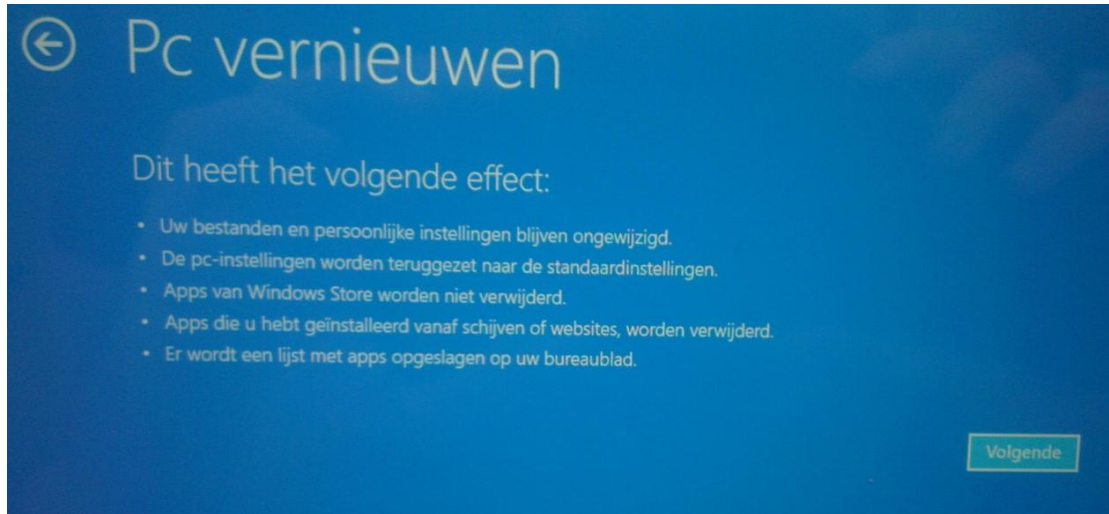 Pc vernieuwen
Dit heeft het volgende effect:
• Uw bestanden en persoonlijke instellingen blijven ongewijzigd.
• De pc-instellingen worden teruggezet naar de standaardinstellingen.
• Apps van Windows Store worden niet verwijderd.
• Apps die u hebt geïnstalleerd vanaf schijven of websites, worden verwijderd.
• Er wordt een lijst met apps opgeslagen op uw bureaublad.
Volgende